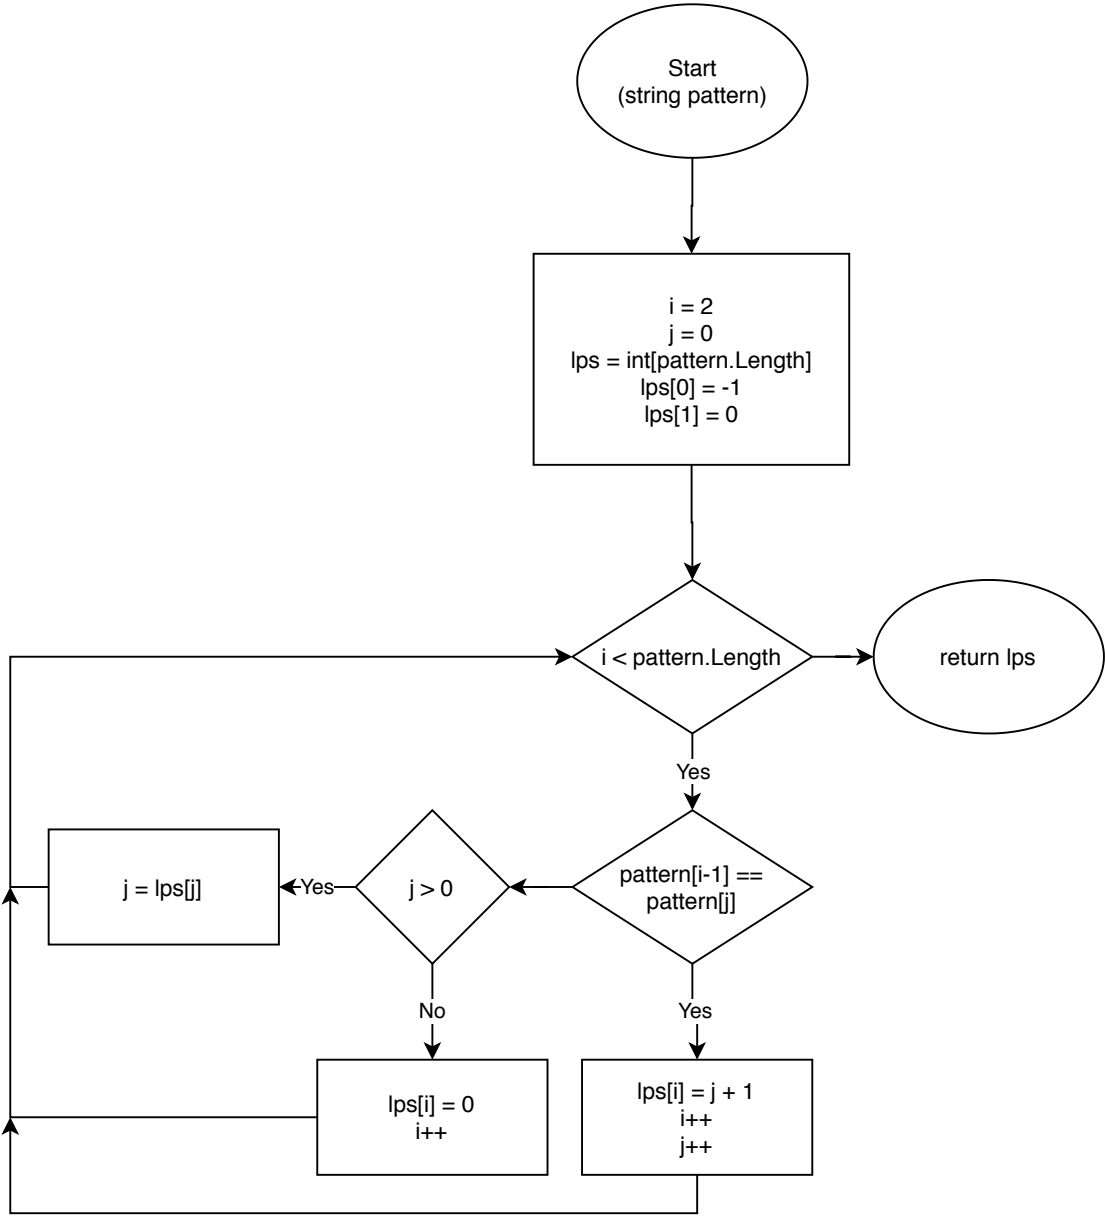 Start
(string pattern)
i = 2
j = 0
lps = int[pattern.Length]
lps[0] = -1
lps[1] = 0
i < pattern.Length
return lps
Yes
pattern[i-1] ==
pattern[j]
j > 0
Yes
j = lps[j]
No
Yes
lps[i] = 0
i++
lps[i] = j + 1
i++
j++